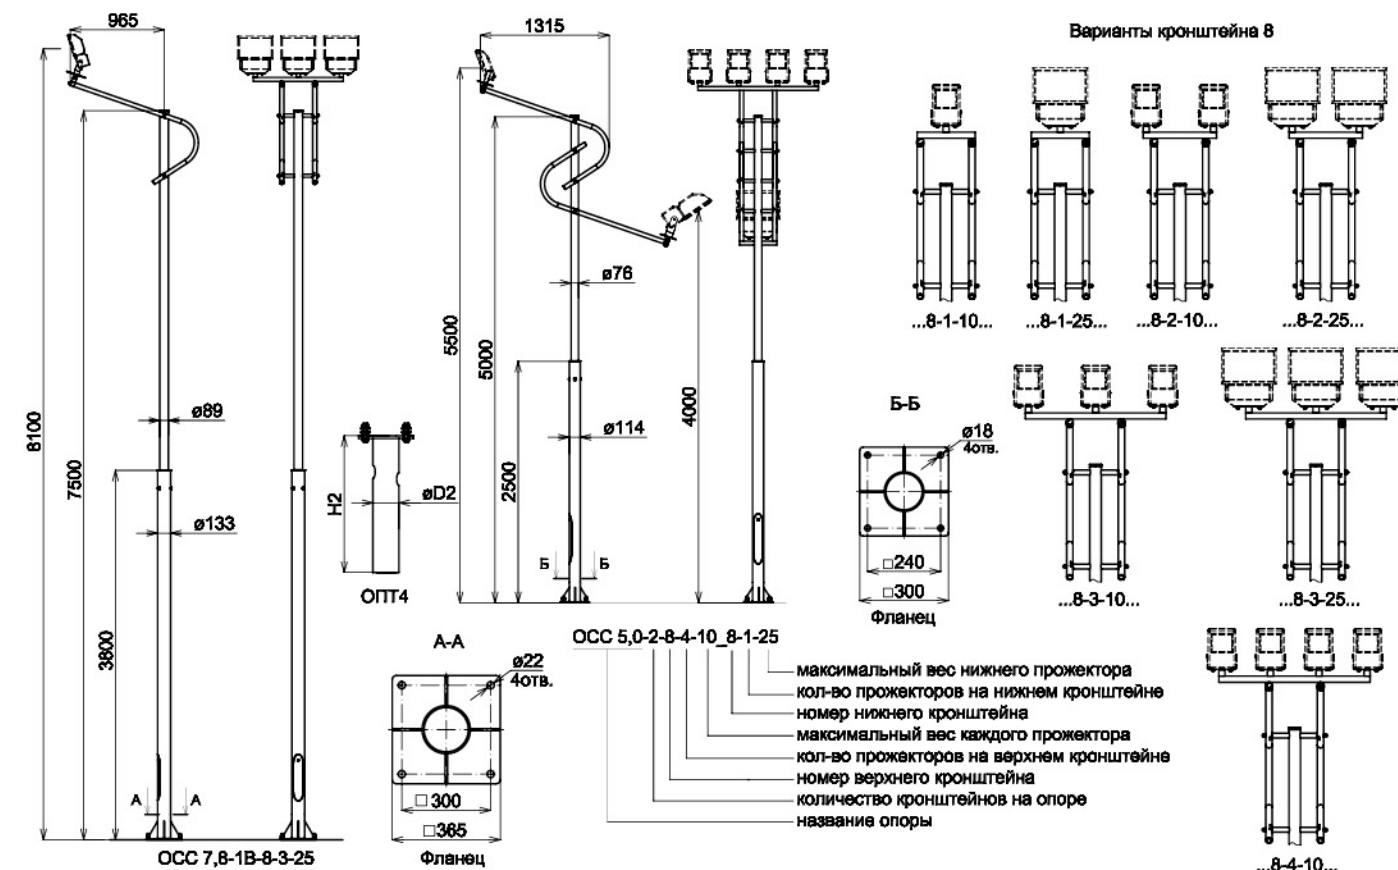 965
8100
7500
3800
ø89
ø133
А
А
ОСС 7,8-1В-8-3-25
H2
øD2
ОПТ4
А-А
ø22
4отв.
□300
□365
Фланец
1315
5500
5000
2500
4000
ø76
ø114
Б
Б
ОСС 5,0-2-8-4-10_8-1-25
максимальный вес нижнего прожектора
кол-во прожекторов на нижнем кронштейне
номер нижнего кронштейна
максимальный вес каждого прожектора
кол-во прожекторов на верхнем кронштейне
номер верхнего кронштейна
количество кронштейнов на опоре
название опоры
Б-Б
ø18
4отв.
□240
□300
Фланец
Варианты кронштейна 8
...8-1-10...
...8-1-25...
...8-2-10...
...8-2-25...
...8-3-10...
...8-3-25...
...8-4-10...